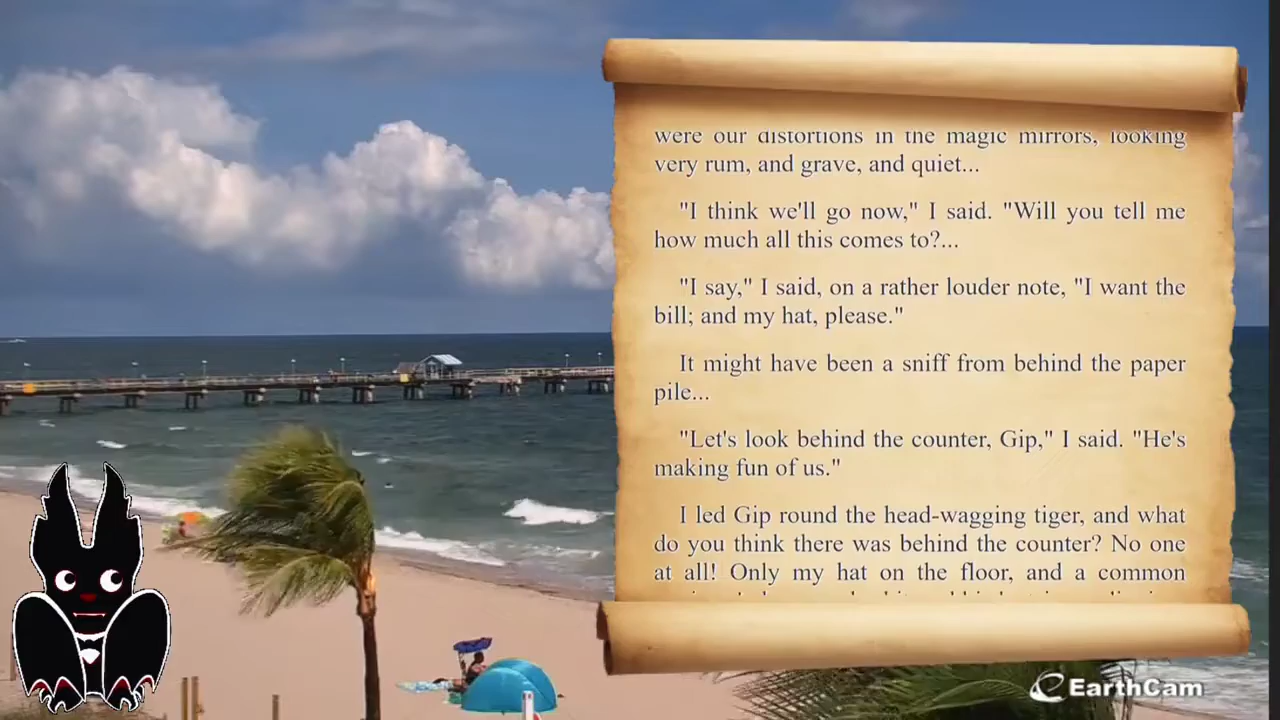 were our distortions in the magic mirrors, looking
very rum, and grave, and quiet...
"I think we'll go now," I said. "Will you tell me
how much all this comes to?...
"I say," I said, on a rather louder note, "I want the
bill; and my hat, please."
It might have been a sniff from behind the paper
pile...
"Let's look behind the counter, Gip," I said. "He's
making fun of us."
I led Gip round the head-wagging tiger, and what
do you think there was behind the counter? No one
at all! Only my hat on the floor, and a common
EarthCam